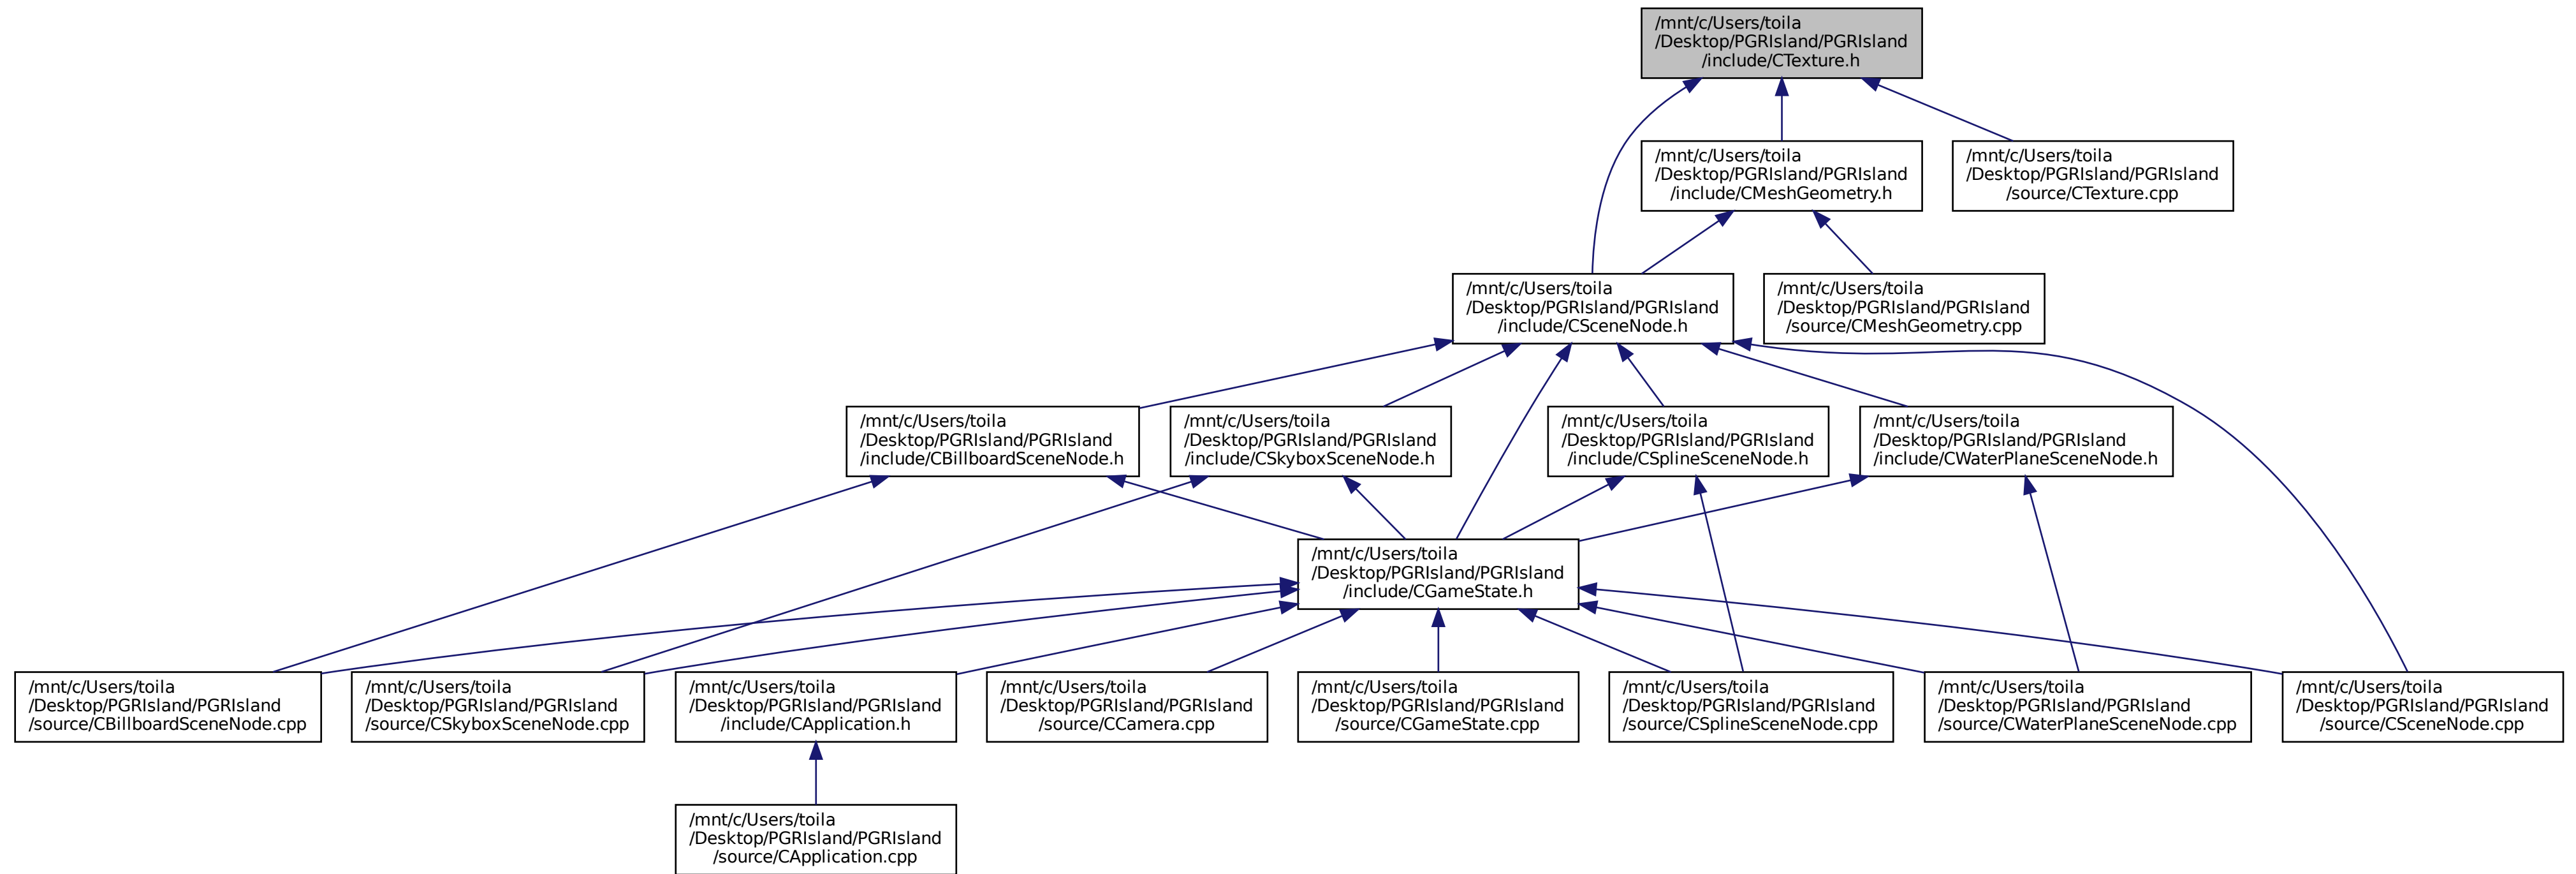 /mnt/c/Users/toila
/Desktop/PGRIsland/PGRIsland
/include/CTexture.h
/mnt/c/Users/toila
/Desktop/PGRIsland/PGRIsland
/include/CMeshGeometry.h
/mnt/c/Users/toila
/Desktop/PGRIsland/PGRIsland
/source/CTexture.cpp
/mnt/c/Users/toila
/Desktop/PGRIsland/PGRIsland
/include/CSceneNode.h
/mnt/c/Users/toila
/Desktop/PGRIsland/PGRIsland
/source/CMeshGeometry.cpp
/mnt/c/Users/toila
/Desktop/PGRIsland/PGRIsland
/include/CBillboardSceneNode.h
/mnt/c/Users/toila
/Desktop/PGRIsland/PGRIsland
/include/CSkyboxSceneNode.h
/mnt/c/Users/toila
/Desktop/PGRIsland/PGRIsland
/include/CSplineSceneNode.h
/mnt/c/Users/toila
/Desktop/PGRIsland/PGRIsland
/include/CWaterPlaneSceneNode.h
/mnt/c/Users/toila
/Desktop/PGRIsland/PGRIsland
/include/CGameState.h
/mnt/c/Users/toila
/Desktop/PGRIsland/PGRIsland
/source/CBillboardSceneNode.cpp
/mnt/c/Users/toila
/Desktop/PGRIsland/PGRIsland
/source/CSkyboxSceneNode.cpp
/mnt/c/Users/toila
/Desktop/PGRIsland/PGRIsland
/include/CApplication.h
/mnt/c/Users/toila
/Desktop/PGRIsland/PGRIsland
/source/CCamera.cpp
/mnt/c/Users/toila
/Desktop/PGRIsland/PGRIsland
/source/CGameState.cpp
/mnt/c/Users/toila
/Desktop/PGRIsland/PGRIsland
/source/CSplineSceneNode.cpp
/mnt/c/Users/toila
/Desktop/PGRIsland/PGRIsland
/source/CWaterPlaneSceneNode.cpp
/mnt/c/Users/toila
/Desktop/PGRIsland/PGRIsland
/source/CSceneNode.cpp
/mnt/c/Users/toila
/Desktop/PGRIsland/PGRIsland
/source/CApplication.cpp